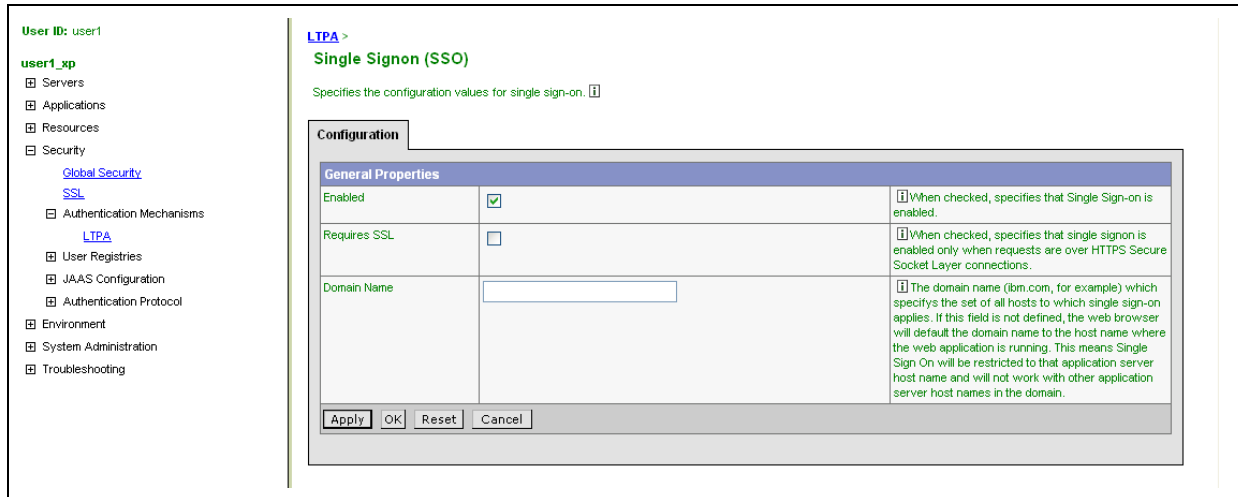 User ID: user1
user1_xp
Servers
Applications
Resources
Security
Global Security
SSL
Authentication Mechanisms
LTPA
User Registries
JAAS Configuration
Authentication Protocol
Environment
System Administration
Troubleshooting
LTPA >
Single Signon (SSO)
Specifies the configuration values for single sign-on. i
Configuration
General Properties
Enabled
i When checked, specifies that Single Sign-on is
enabled.
Requires SSL
i When checked, specifies that single signon is
enabled only when requests are over HTTPS Secure
Socket Layer connections.
Domain Name
i The domain name (ibm.com, for example) which
specifys the set of all hosts to which single sign-on
applies. If this field is not defined, the web browser
will default the domain name to the host name where
the web application is running. This means Single
Sign On will be restricted to that application server
host name and will not work with other application
server host names in the domain.
Apply OK Reset Cancel